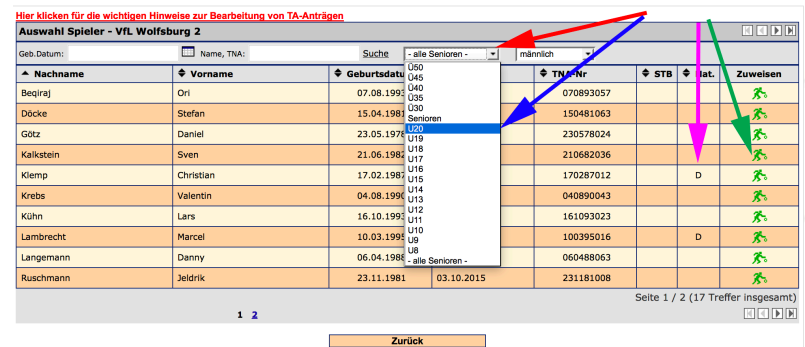 Hier klicken für die wichtigen Hinweise zur Bearbeitung von TA-Anträgen
Auswahl Spieler - VfL Wolfsburg 2
Geb.Datum: Name, TNA: Suche - alle Senioren - männlich
Nachname Vorname Geburtsdatu TNA-Nr STB Nat. Zuweisen
Beqiraj Ori 07.08.1993 070893057
Döcke Stefan 15.04.1981 150481063
Götz Daniel 23.05.1978 230578024
Kalkstein Sven 21.06.1982 210682036
Klemp Christian 17.02.1987 170287012 D
Krebs Valentin 04.08.1990 040890043
Kühn Lars 16.10.1993 161093023
Lambrecht Marcel 10.03.1995 100395016 D
Langemann Danny 06.04.1988 060488063
Ruschmann Jeldrik 23.11.1981 03.10.2015 231181008
Ü50
Ü45
Ü40
Ü35
Ü30
Senioren
U20
U19
U18
U17
U16
U15
U14
U13
U12
U11
U10
U9
U8
- alle Senioren -
Seite 1 / 2 (17 Treffer insgesamt)
1 2
Zurück